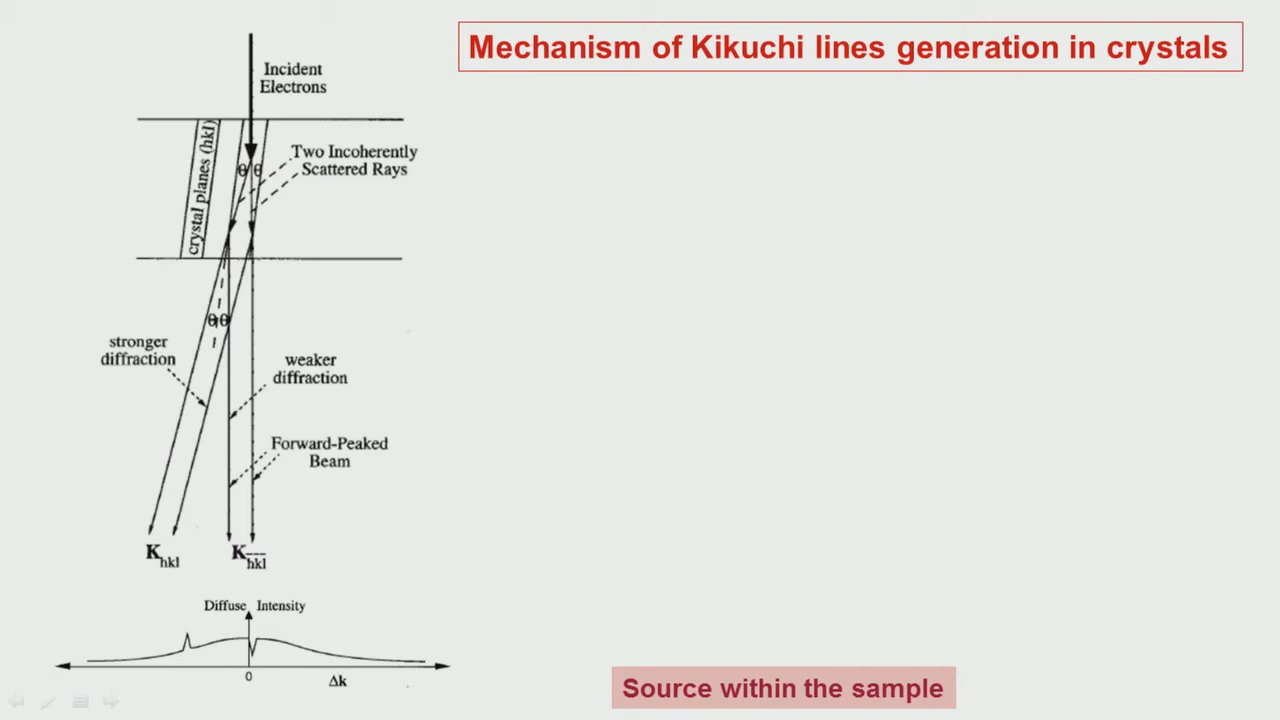 Mechanism of Kikuchi lines generation in crystals
Incident
Electrons
crystal planes (hkl)
θ θ
Two Incoherently
Scattered Rays
θθ
stronger
diffraction
weaker
diffraction
Forward-Peaked
Beam
K_hkl K_h̅k̅l̅
Diffuse Intensity
0
Δk
Source within the sample